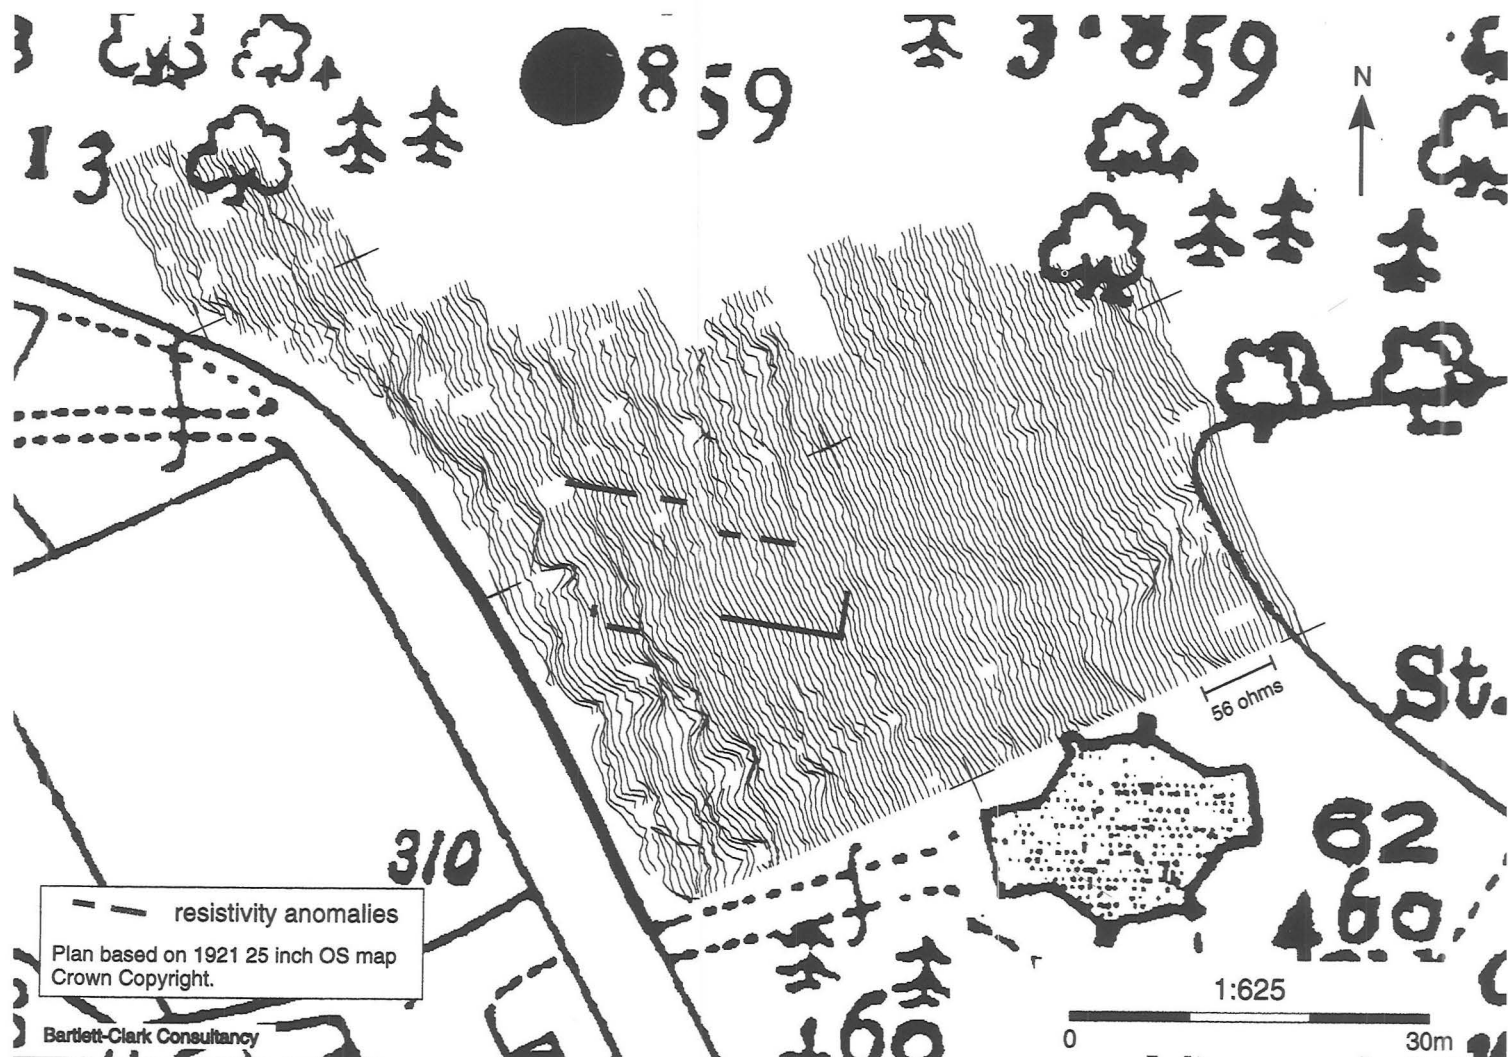 859
3·859
13
N
St.
56 ohms
310
62
460
resistivity anomalies
Plan based on 1921 25 inch OS map
Crown Copyright.
Bartlett-Clark Consultancy
1:625
0 30m